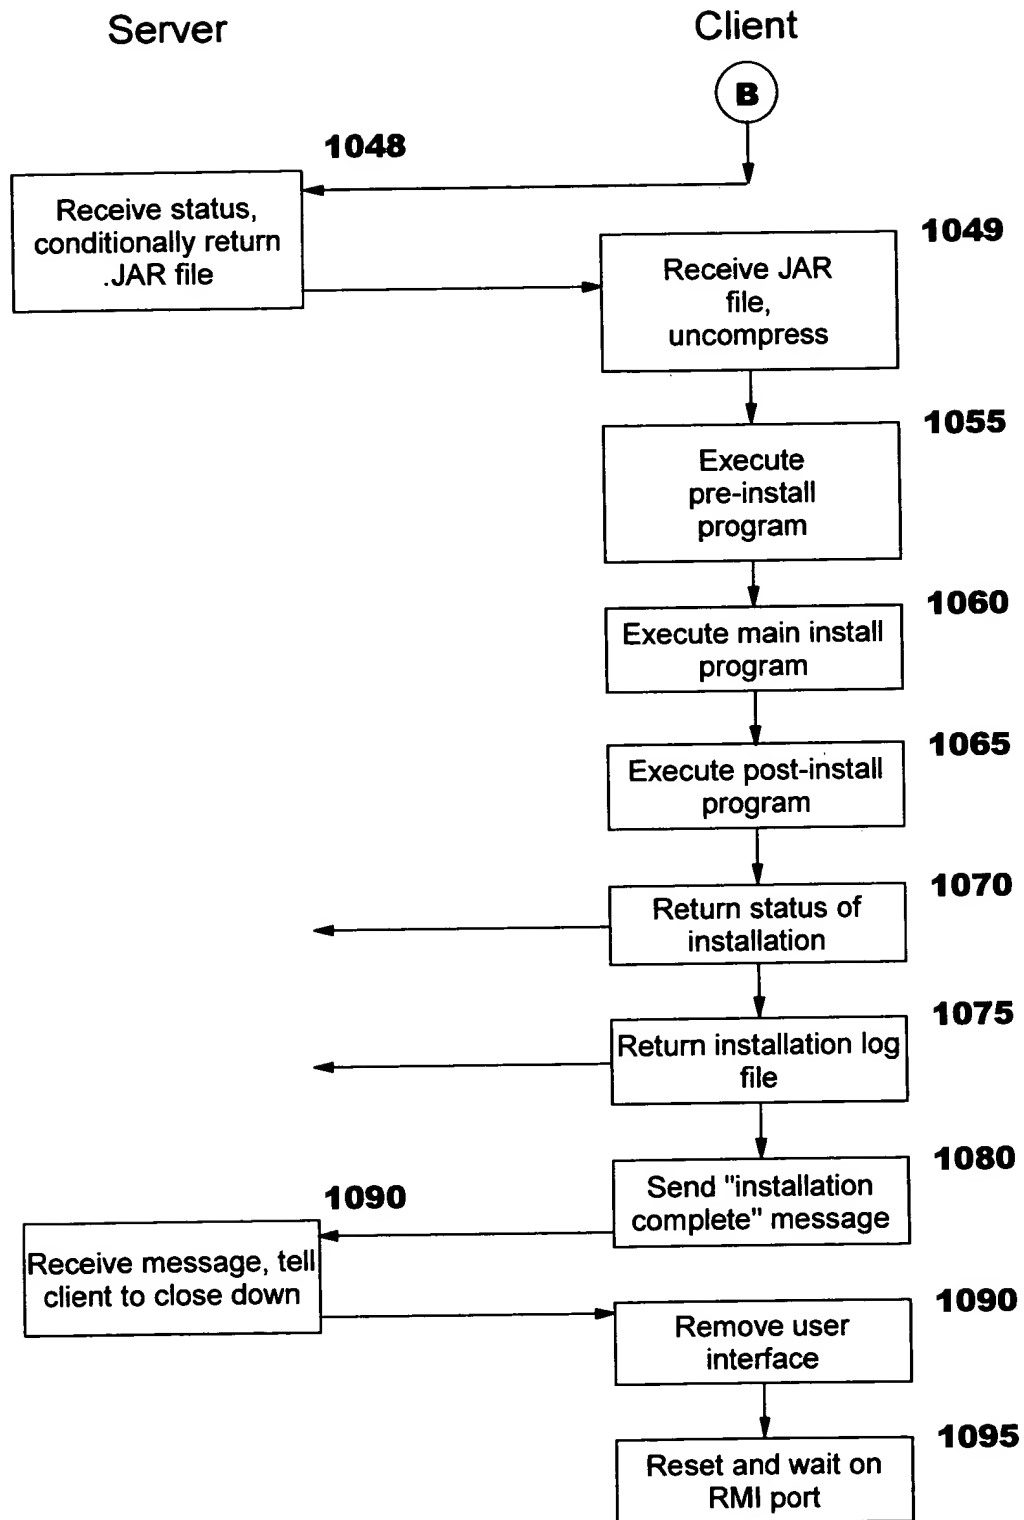 Server
Client
B
1048
Receive status,
conditionally return
.JAR file
1049
Receive JAR
file,
uncompress
1055
Execute
pre-install
program
1060
Execute main install
program
1065
Execute post-install
program
1070
Return status of
installation
1075
Return installation log
file
1080
Send "installation
complete" message
1090
Receive message, tell
client to close down
1090
Remove user
interface
1095
Reset and wait on
RMI port